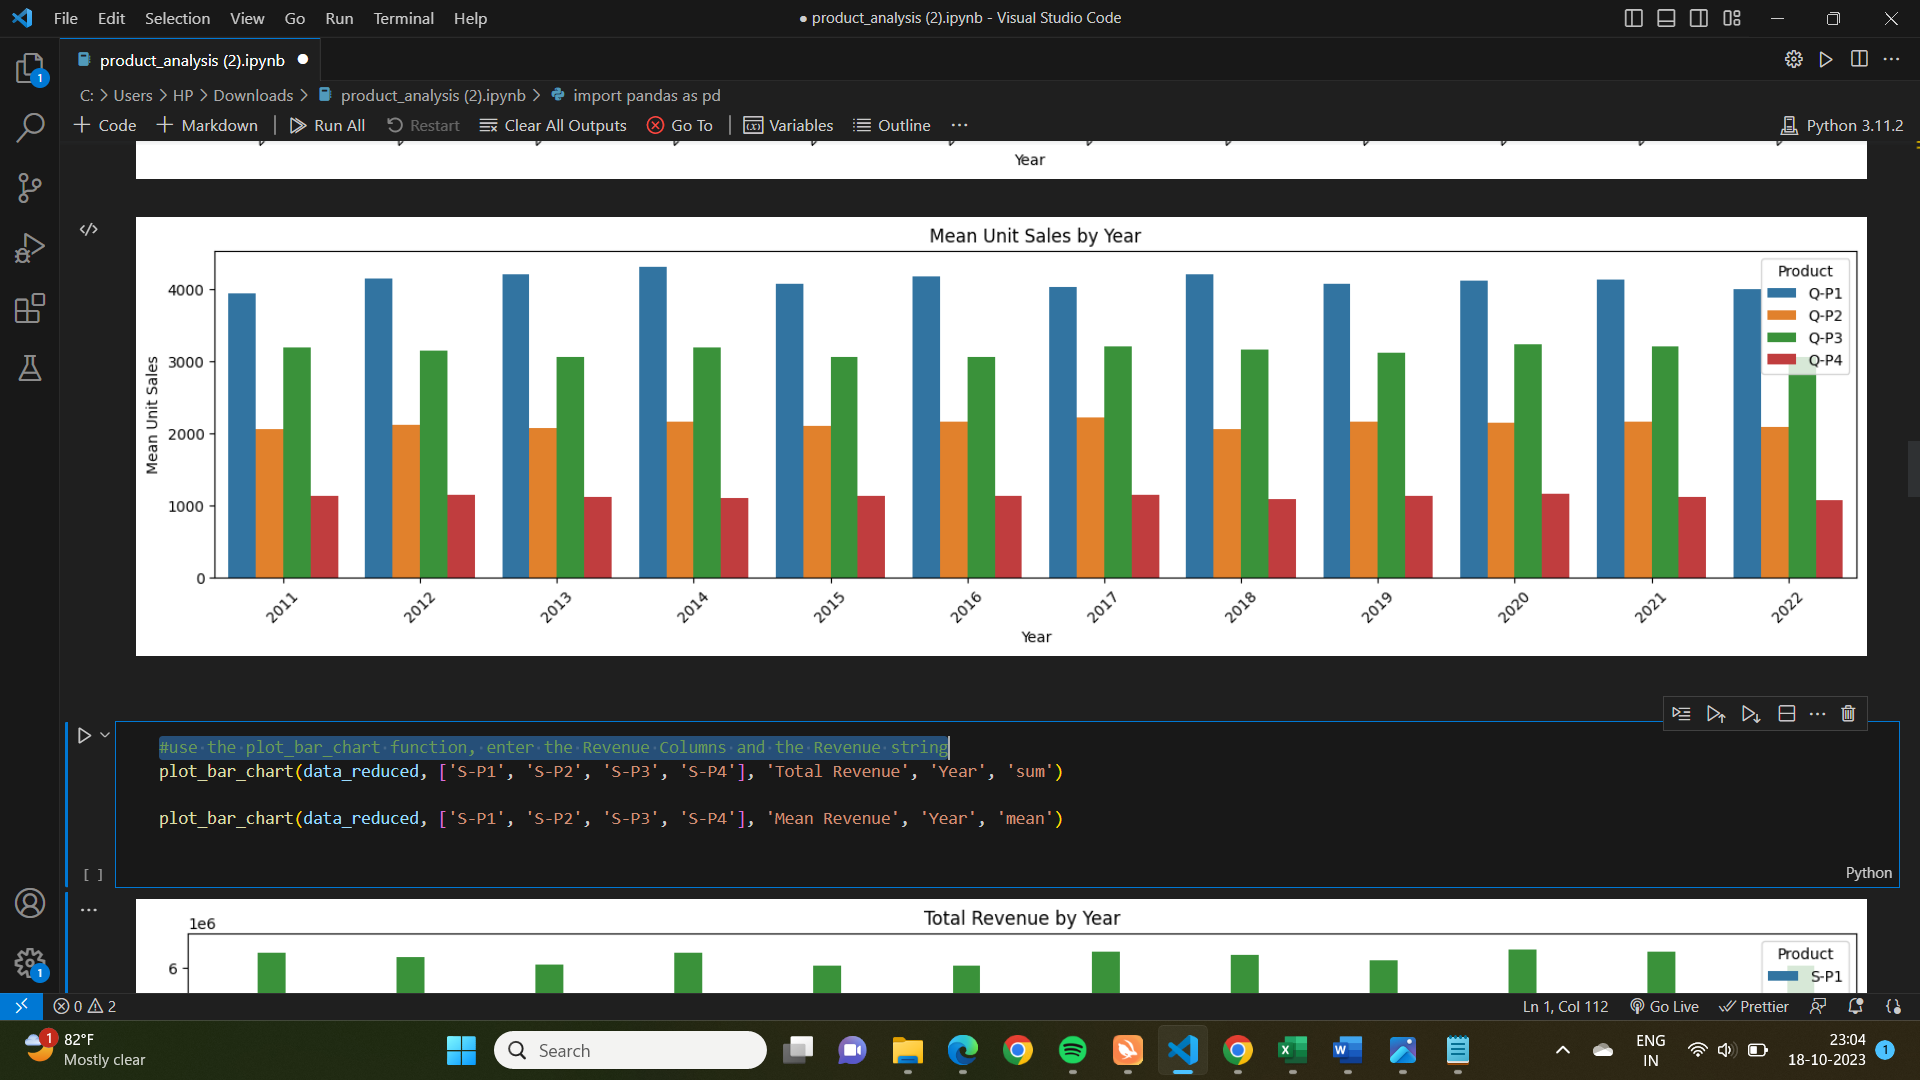 File Edit Selection View Go Run Terminal Help
● product_analysis (2).ipynb - Visual Studio Code
product_analysis (2).ipynb ●
C: > Users > HP > Downloads > product_analysis (2).ipynb > import pandas as pd
+ Code + Markdown | Run All Restart Clear All Outputs Go To | Variables Outline ...
Python 3.11.2
Year
Mean Unit Sales by Year
Product
Q-P1
Q-P2
Q-P3
Q-P4
Mean Unit Sales
4000
3000
2000
1000
0
2011 2012 2013 2014 2015 2016 2017 2018 2019 2020 2021 2022
Year
#use the plot_bar_chart function, enter the Revenue Columns and the Revenue string
plot_bar_chart(data_reduced, ['S-P1', 'S-P2', 'S-P3', 'S-P4'], 'Total Revenue', 'Year', 'sum')
plot_bar_chart(data_reduced, ['S-P1', 'S-P2', 'S-P3', 'S-P4'], 'Mean Revenue', 'Year', 'mean')
[ ]
Python
Total Revenue by Year
1e6
6
Product
S-P1
0 2
Ln 1, Col 112 Go Live Prettier
1
82°F
Mostly clear
Search
ENG
IN
23:04
18-10-2023
1